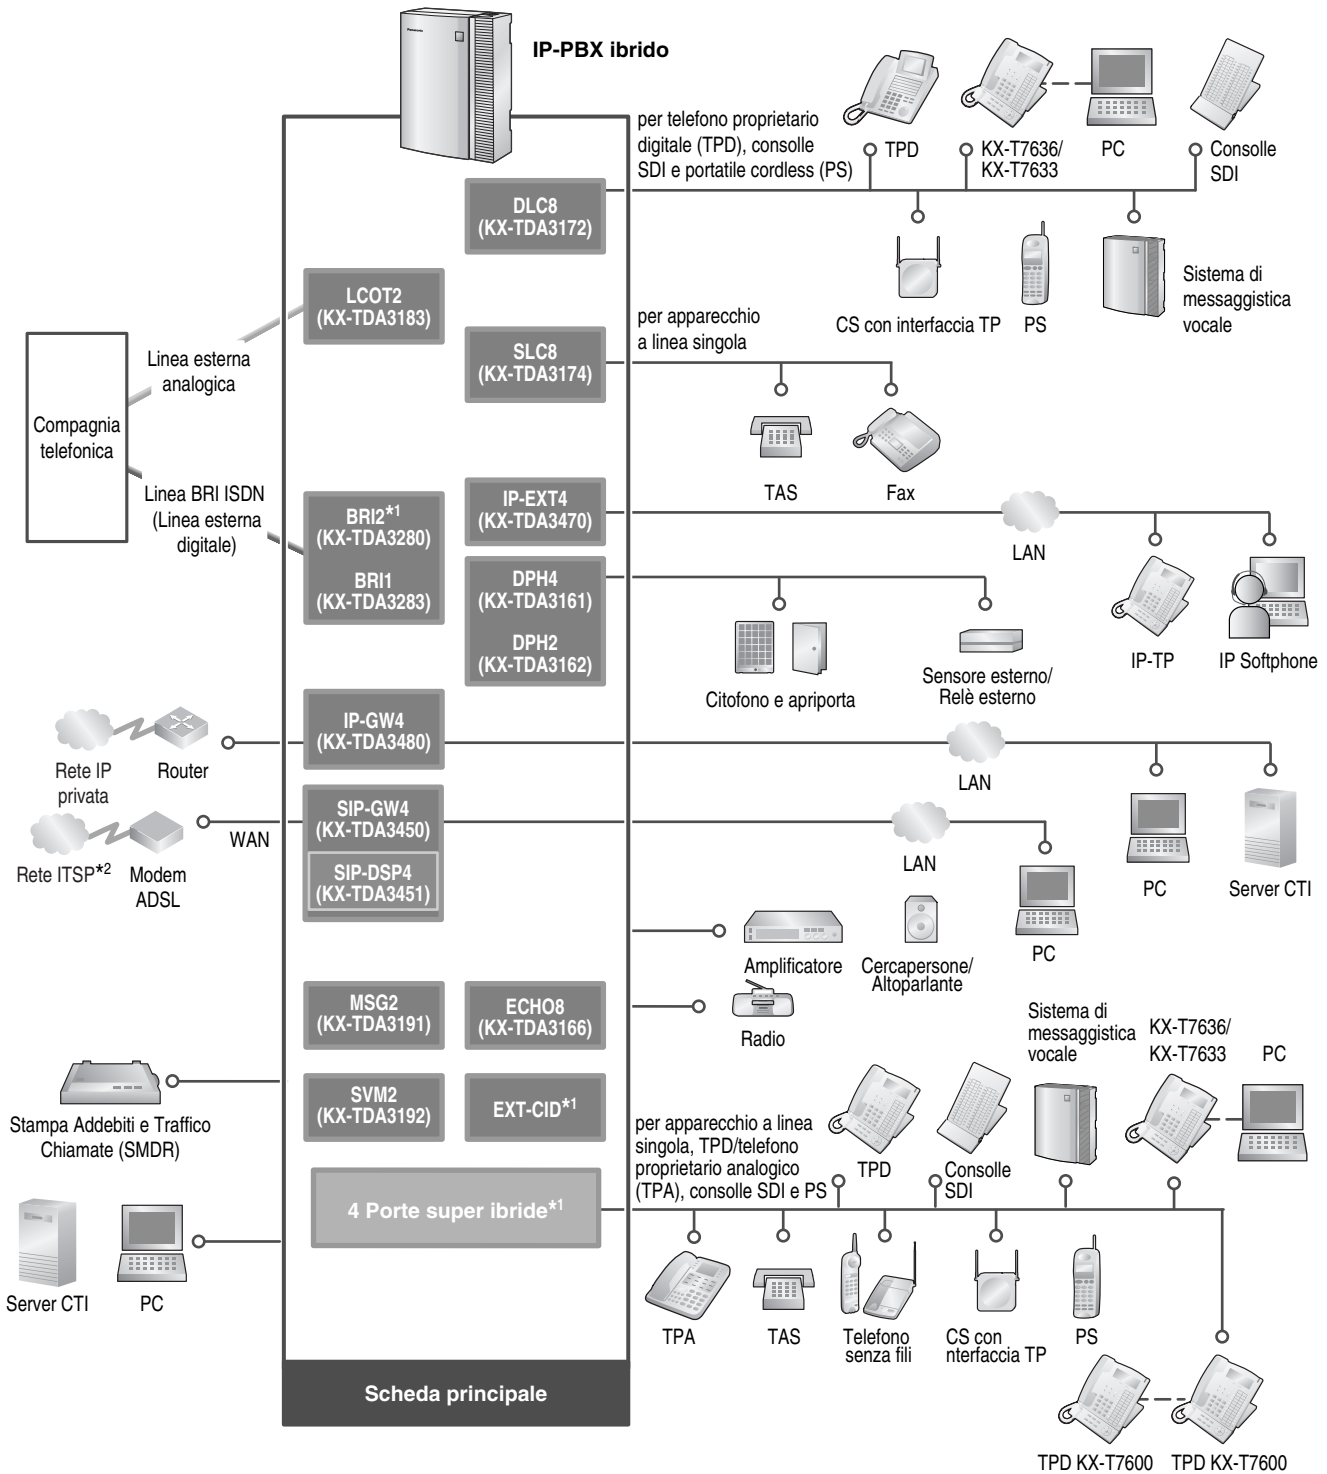 IP-PBX ibrido
per telefono proprietario
digitale (TPD), consolle
SDI e portatile cordless (PS)
TPD
KX-T7636/
KX-T7633
PC
Consolle
SDI
DLC8
(KX-TDA3172)
CS con interfaccia TP
PS
Sistema di
messaggistica
vocale
LCOT2
(KX-TDA3183)
Linea esterna
analogica
Compagnia
telefonica
per apparecchio
a linea singola
SLC8
(KX-TDA3174)
TAS
Fax
Linea BRI ISDN
(Linea esterna
digitale)
BRI2*1
(KX-TDA3280)
BRI1
(KX-TDA3283)
IP-EXT4
(KX-TDA3470)
LAN
IP-TP
IP Softphone
DPH4
(KX-TDA3161)
DPH2
(KX-TDA3162)
Citofono e apriporta
Sensore esterno/
Relè esterno
IP-GW4
(KX-TDA3480)
Rete IP
privata
Router
LAN
PC
Server CTI
SIP-GW4
(KX-TDA3450)
SIP-DSP4
(KX-TDA3451)
WAN
Rete ITSP*2
Modem
ADSL
LAN
PC
Amplificatore
Cercapersone/
Altoparlante
MSG2
(KX-TDA3191)
ECHO8
(KX-TDA3166)
Radio
Sistema di
messaggistica
vocale
KX-T7636/
KX-T7633
PC
SVM2
(KX-TDA3192)
EXT-CID*1
Stampa Addebiti e Traffico
Chiamate (SMDR)
per apparecchio a linea
singola, TPD/telefono
proprietario analogico
(TPA), consolle SDI e PS
TPD
Consolle
SDI
4 Porte super ibride*1
Server CTI
PC
TPA
TAS
Telefono
senza fili
CS con
nterfaccia TP
PS
Scheda principale
TPD KX-T7600
TPD KX-T7600